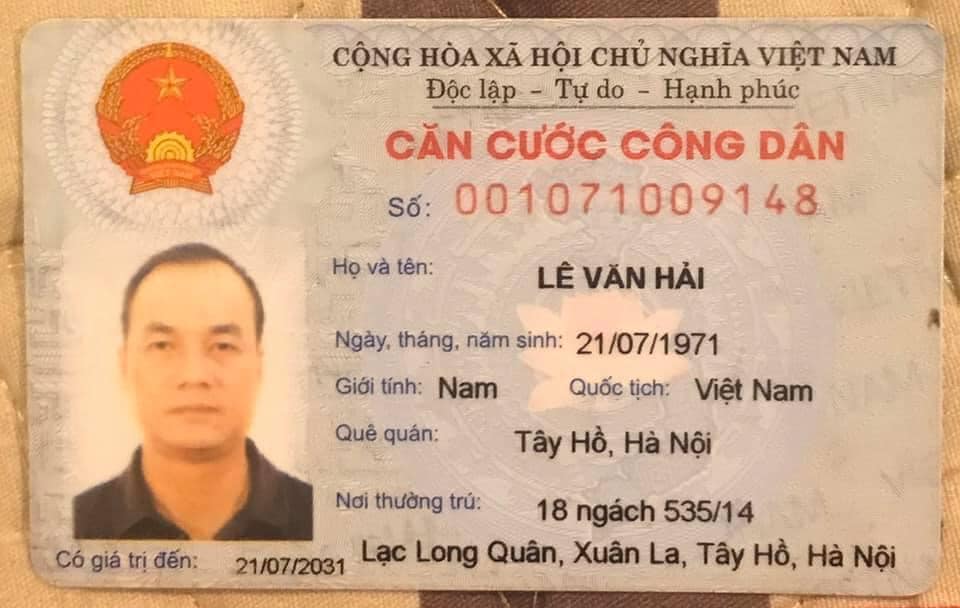 CỘNG HÒA XÃ HỘI CHỦ NGHĨA VIỆT NAM
Độc lập - Tự do - Hạnh phúc
CĂN CƯỚC CÔNG DÂN
Số: 001071009148
Họ và tên: LÊ VĂN HẢI
Ngày, tháng, năm sinh: 21/07/1971
Giới tính: Nam Quốc tịch: Việt Nam
Quê quán: Tây Hồ, Hà Nội
Nơi thường trú: 18 ngách 535/14
Lạc Long Quân, Xuân La, Tây Hồ, Hà Nội
Có giá trị đến: 21/07/2031